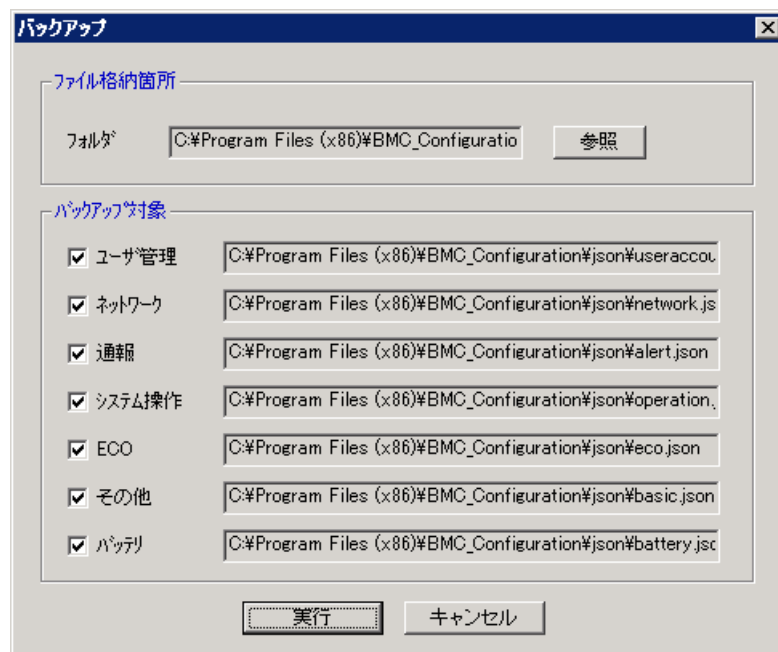 バックアップ
ファイル格納箇所
フォルダ C:¥Program Files (x86)¥BMC_Configuratio 参照
バックアップ対象
ユーザ管理 C:¥Program Files (x86)¥BMC_Configuration¥json¥useraccou
ネットワーク C:¥Program Files (x86)¥BMC_Configuration¥json¥network.js
通報 C:¥Program Files (x86)¥BMC_Configuration¥json¥alert.json
システム操作 C:¥Program Files (x86)¥BMC_Configuration¥json¥operation.
ECO C:¥Program Files (x86)¥BMC_Configuration¥json¥eco.json
その他 C:¥Program Files (x86)¥BMC_Configuration¥json¥basic.json
バッテリ C:¥Program Files (x86)¥BMC_Configuration¥json¥battery.jsc
実行 キャンセル